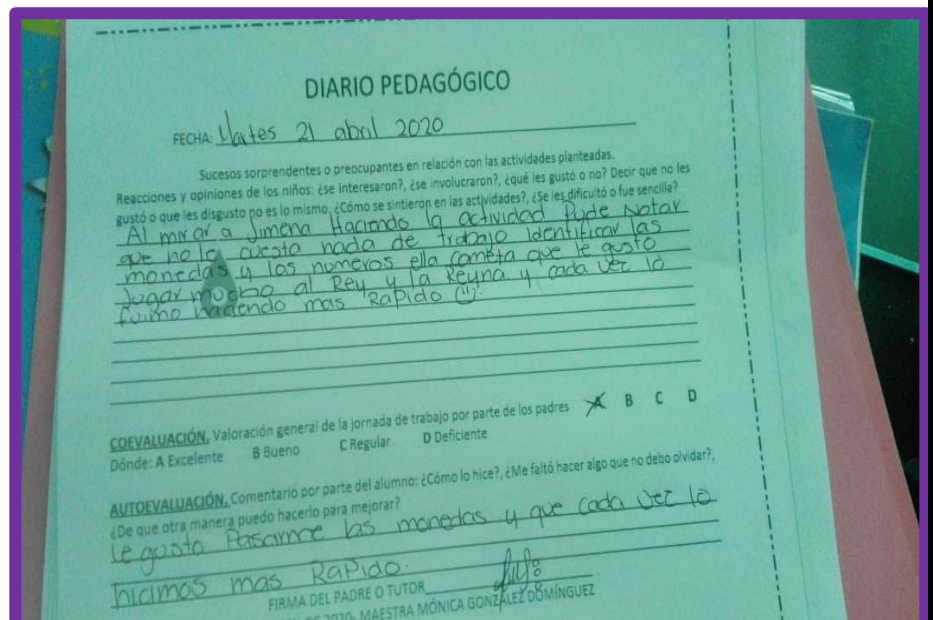 DIARIO PEDAGÓGICO
FECHA: Martes 21 abril 2020
Sucesos sorprendentes o preocupantes en relación con las actividades planteadas.
Reacciones y opiniones de los niños: ¿se interesaron?, ¿se involucraron?, ¿qué les gustó o no? Decir que no les
gustó o que les disgusto no es lo mismo, ¿Cómo se sintieron en las actividades?, ¿Se les dificultó o fue sencilla?
Al mirar a Jimena Haciendo la actividad Pude Notar
que no le cuesta nada de trabajo identificar las
monedas y los numeros ella comenta que le gusto
Jugar mucho al Rey y la Reyna y cada vez lo
fuimo haciendo mas RaPido
COEVALUACIÓN. Valoración general de la jornada de trabajo por parte de los padres A B C D
Dónde: A Excelente B Bueno C Regular D Deficiente
AUTOEVALUACIÓN. Comentario por parte del alumno: ¿Cómo lo hice?, ¿Me faltó hacer algo que no debo olvidar?,
¿De que otra manera puedo hacerlo para mejorar?
le gusto Pasarme las monedas y que cada vez lo
hicimos mas RaPido.
FIRMA DEL PADRE O TUTOR
DE 2020- MAESTRA MÓNICA GONZÁLEZ DOMÍNGUEZ